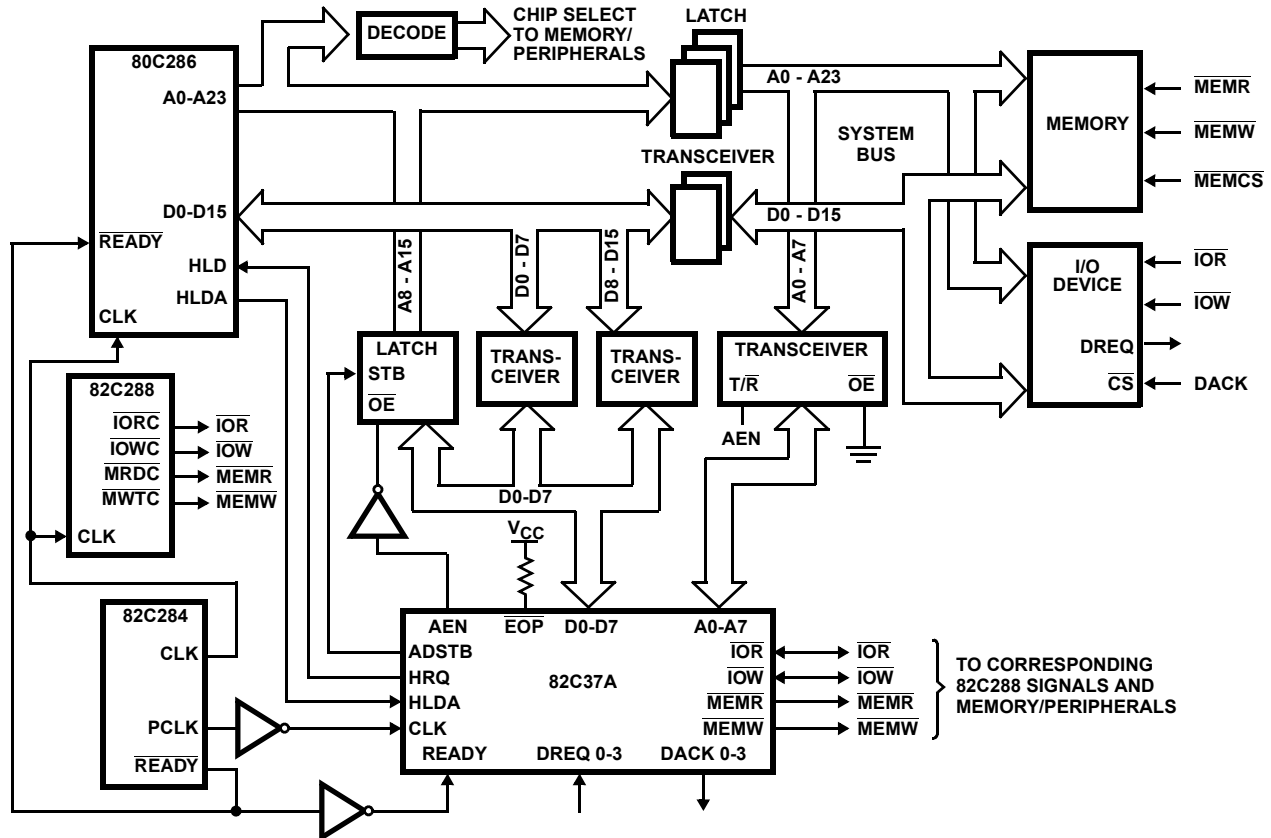 80C286
A0-A23
D0-D15
READY
HLD
HLDA
CLK
DECODE
CHIP SELECT
TO MEMORY/
PERIPHERALS
LATCH
A0 - A23
SYSTEM
BUS
TRANSCEIVER
D0 - D15
MEMORY
MEMR
MEMW
MEMCS
I/O
DEVICE
DREQ
CS
IOR
IOW
DACK
A8 - A15
D0 - D7
D8 - D15
A0 - A7
LATCH
STB
OE
TRANS-
CEIVER
TRANS-
CEIVER
TRANSCEIVER
T/R
OE
AEN
82C288
IORC
IOWC
MRDC
MWTC
CLK
IOR
IOW
MEMR
MEMW
D0-D7
VCC
82C284
CLK
PCLK
READY
AEN
EOP
D0-D7
A0-A7
ADSTB
HRQ
HLDA
CLK
READY
82C37A
DREQ 0-3
DACK 0-3
IOR
IOW
MEMR
MEMW
IOR
IOW
MEMR
MEMW
TO CORRESPONDING
82C288 SIGNALS AND
MEMORY/PERIPHERALS